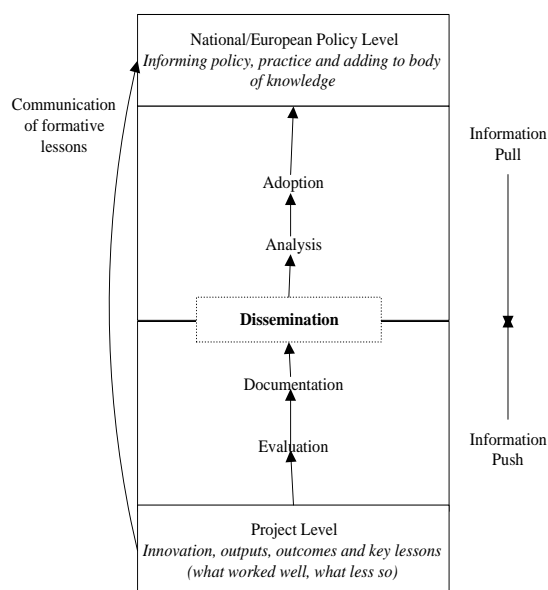 National/European Policy Level
Informing policy, practice and adding to body
of knowledge
Communication
of formative
lessons
Information
Pull
Adoption
Analysis
Dissemination
Documentation
Evaluation
Information
Push
Project Level
Innovation, outputs, outcomes and key lessons
(what worked well, what less so)